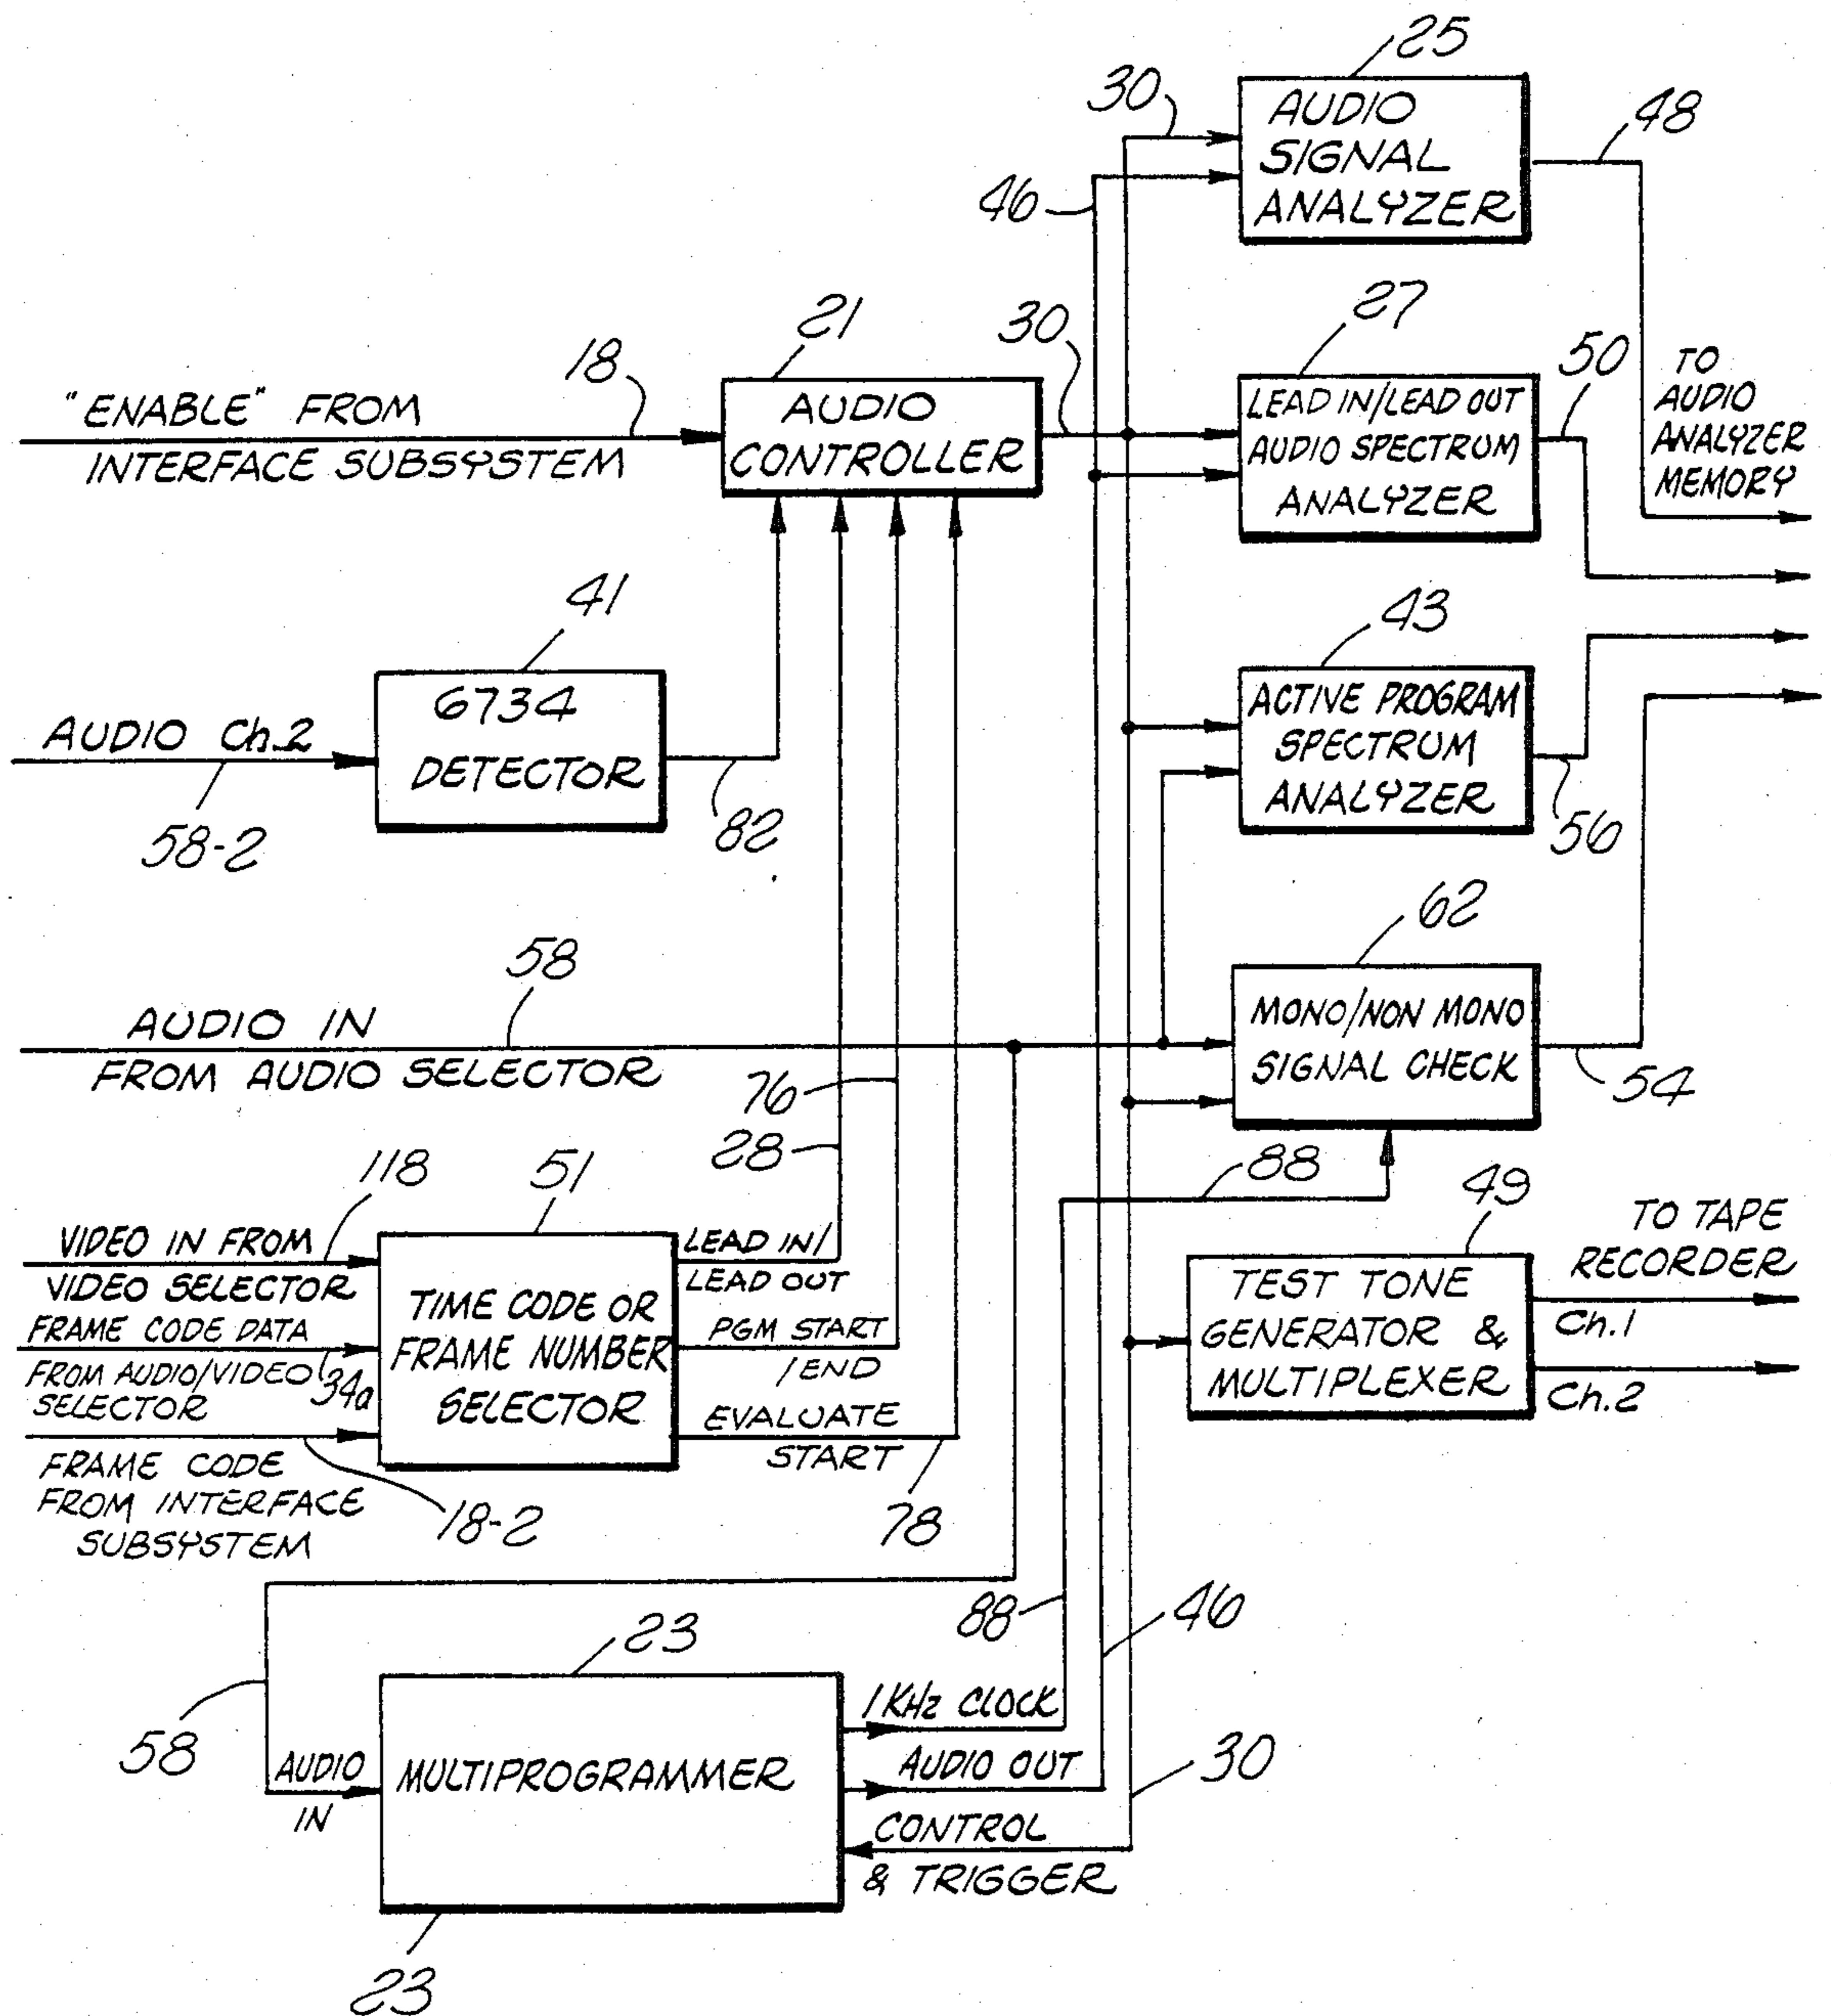 25
30
AUDIO
SIGNAL
ANALYZER
48
46
21
30
27
18
"ENABLE" FROM
INTERFACE SUBSYSTEM
AUDIO
CONTROLLER
LEAD IN/LEAD OUT
AUDIO SPECTRUM
ANALYZER
50
TO
AUDIO
ANALYZER
MEMORY
41
43
AUDIO Ch.2
58-2
6734
DETECTOR
82
ACTIVE PROGRAM
SPECTRUM
ANALYZER
56
62
58
AUDIO IN
FROM AUDIO SELECTOR
MONO/NON MONO
SIGNAL CHECK
54
76
28
88
118
51
49
VIDEO IN FROM
VIDEO SELECTOR
FRAME CODE DATA
FROM AUDIO/VIDEO
SELECTOR
34a
FRAME CODE
FROM INTERFACE
SUBSYSTEM
18-2
TIME CODE OR
FRAME NUMBER
SELECTOR
LEAD IN/
LEAD OUT
PGM START
/END
EVALUATE
START
78
TEST TONE
GENERATOR &
MULTIPLEXER
TO TAPE
RECORDER
Ch.1
Ch.2
88
46
23
58
AUDIO
IN
MULTIPROGRAMMER
1 KHz CLOCK
AUDIO OUT
CONTROL
& TRIGGER
30
23